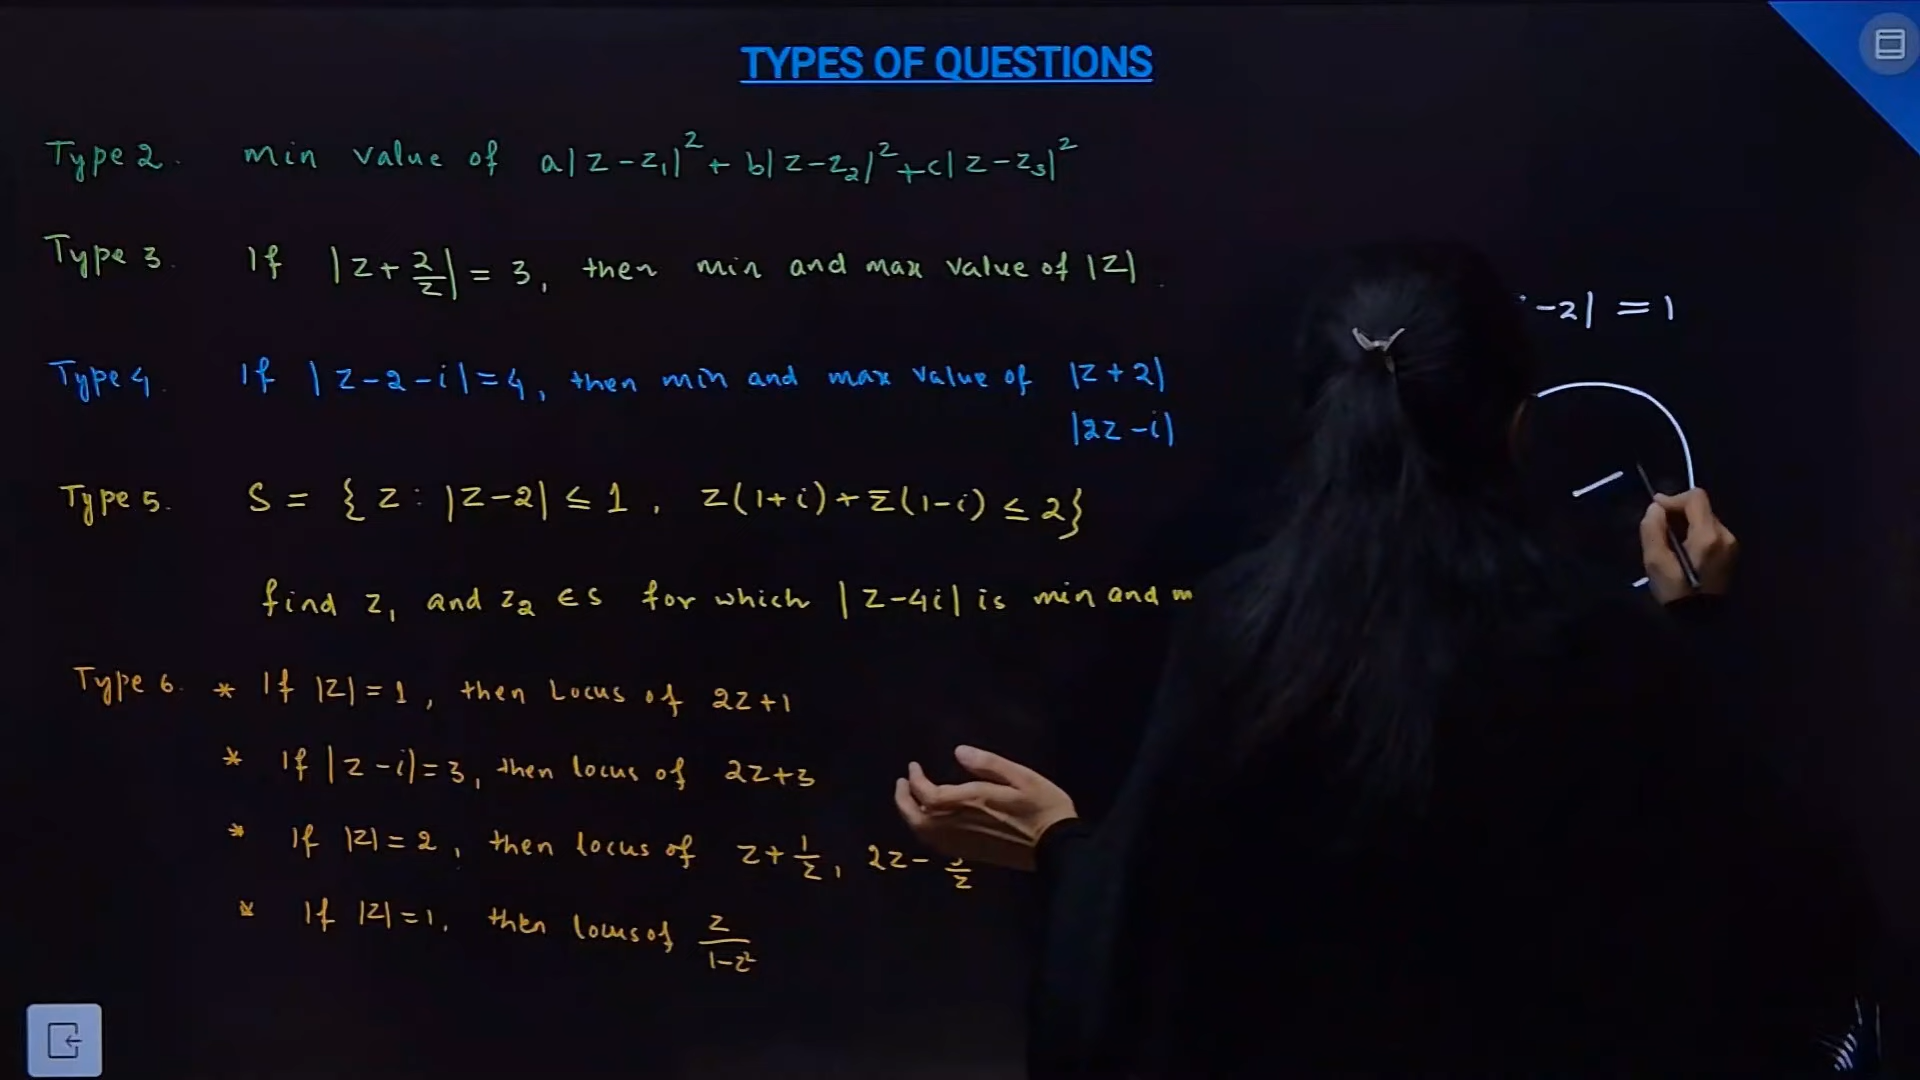 TYPES OF QUESTIONS
Type 2. min value of a|z-z₁|² + b|z-z₂|² + c|z-z₃|²
Type 3. If |z + 2/z| = 3, then min and max value of |z|.
-2| = 1
Type 4. If |z-2-i| = 4, then min and max value of |z+2|
|2z-i|
Type 5. S = {z : |z-2| ≤ 1, z(1+i) + z̄(1-i) ≤ 2}
find z₁ and z₂ ∈ S for which |z-4i| is min and
Type 6. * If |z| = 1, then Locus of 2z+1
* If |z-i| = 3, then locus of 2z+3
* If |z| = 2, then locus of z + 1/z, 2z -
* If |z| = 1, then locus of z/(1-z²)